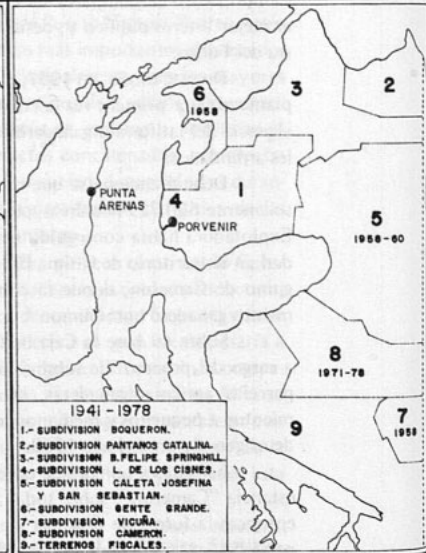 3
2
6
1958
1
PUNTA
ARENAS
4
PORVENIR
5
1958-60
8
1971-78
7
1958
9
1941-1978
1.- SUBDIVISION BOQUERON.
2.- SUBDIVISION PANTANOS CATALINA.
3.- SUBDIVISION B. FELIPE SPRINGHILL.
4.- SUBDIVISION L. DE LOS CISNES.
5.- SUBDIVISION CALETA JOSEFINA
SAN SEBASTIAN.
6.- SUBDIVISION GENTE GRANDE.
7.- SUBDIVISION VICUÑA.
8.- SUBDIVISION CAMERON.
9.- TERRENOS FISCALES.